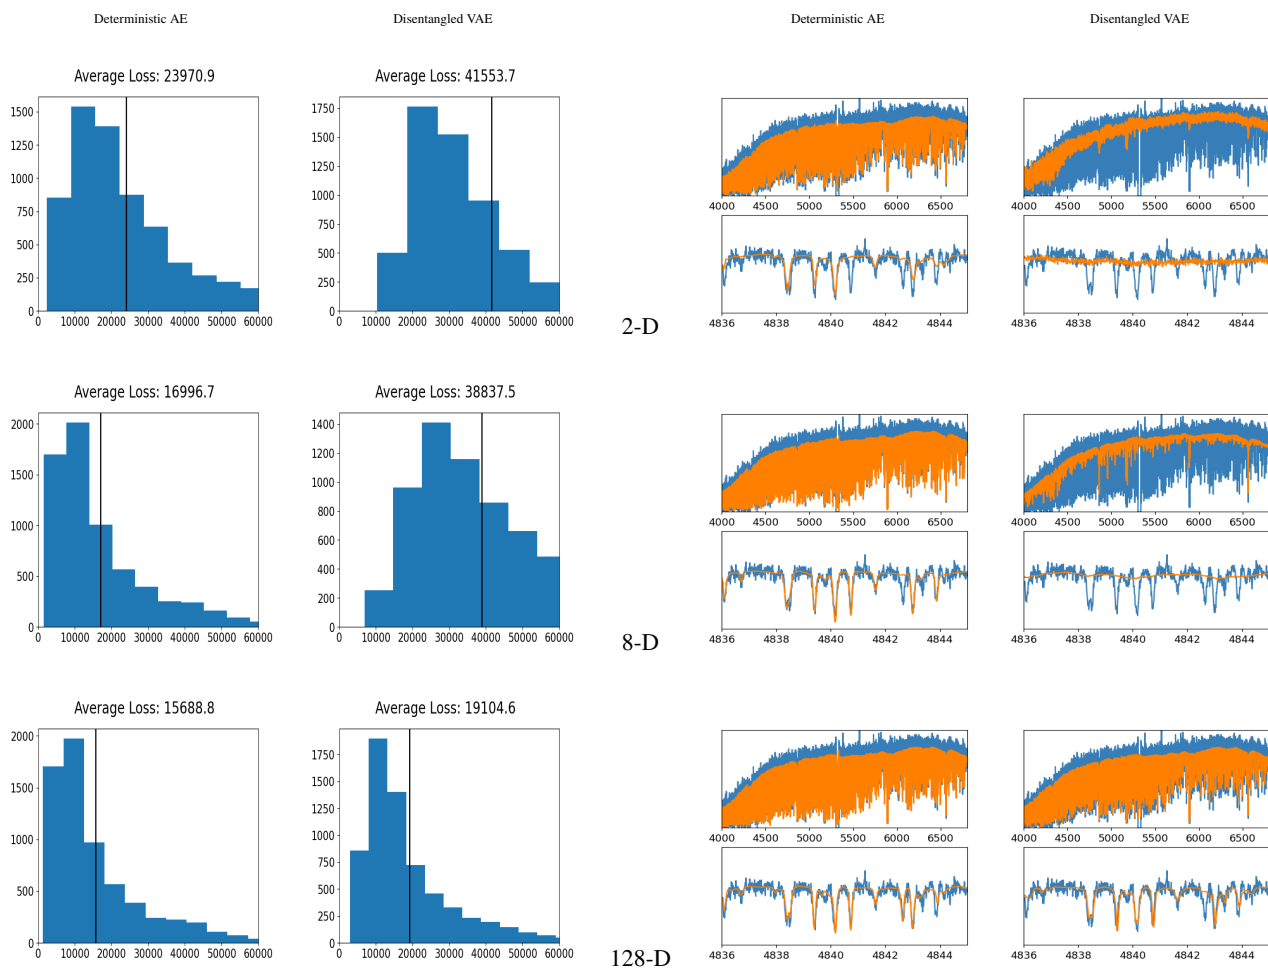 Deterministic AE Disentangled VAE Deterministic AE Disentangled VAE
Average Loss: 23970.9 Average Loss: 41553.7
1500
1250
1000
750
500
250
0
0 10000 20000 30000 40000 50000 60000
1750
1500
1250
1000
750
500
250
0
0 10000 20000 30000 40000 50000 60000
2-D
4000 4500 5000 5500 6000 6500
4836 4838 4840 4842 4844
4000 4500 5000 5500 6000 6500
4836 4838 4840 4842 4844
Average Loss: 16996.7 Average Loss: 38837.5
2000
1500
1000
500
0
0 10000 20000 30000 40000 50000 60000
1400
1200
1000
800
600
400
200
0
0 10000 20000 30000 40000 50000 60000
8-D
4000 4500 5000 5500 6000 6500
4836 4838 4840 4842 4844
4000 4500 5000 5500 6000 6500
4836 4838 4840 4842 4844
Average Loss: 15688.8 Average Loss: 19104.6
2000
1500
1000
500
0
0 10000 20000 30000 40000 50000 60000
1750
1500
1250
1000
750
500
250
0
0 10000 20000 30000 40000 50000 60000
128-D
4000 4500 5000 5500 6000 6500
4836 4838 4840 4842 4844
4000 4500 5000 5500 6000 6500
4836 4838 4840 4842 4844